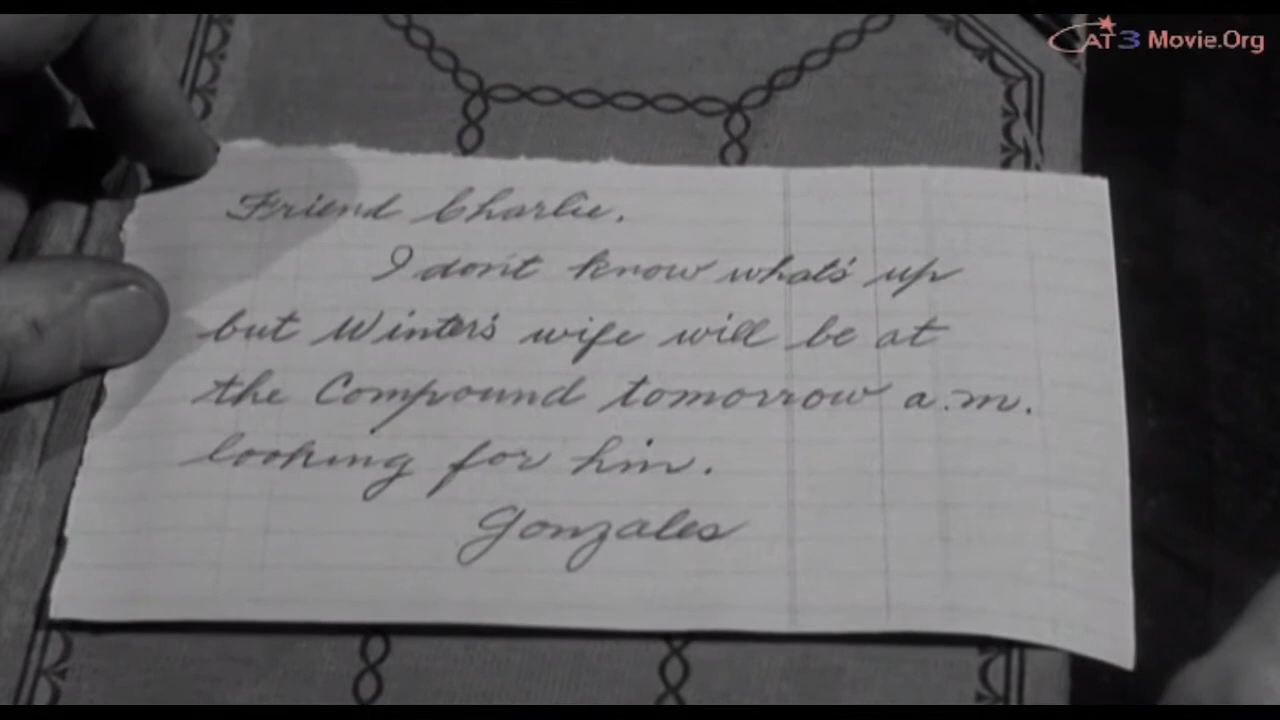 CAT3 Movie.Org
Friend Charlie.
I don't know what's up
but Winter's wife will be at
the Compound tomorrow a.m.
looking for him.
Gonzales